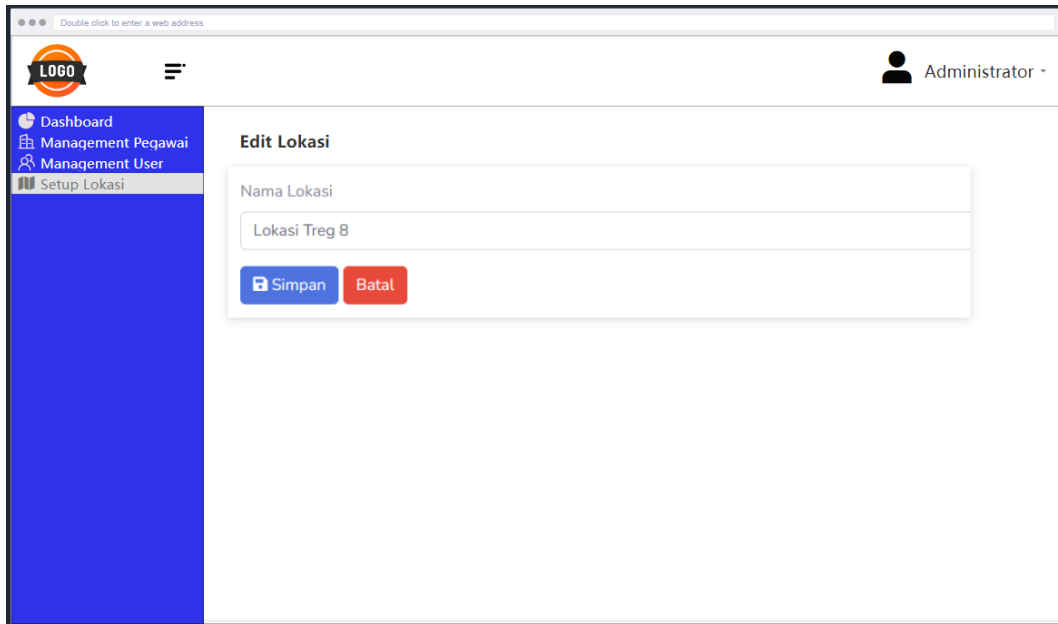 Double click to enter a web address
LOGO
Administrator
Dashboard
Management Pegawai
Management User
Setup Lokasi
Edit Lokasi
Nama Lokasi
Lokasi Treg 8
Simpan Batal